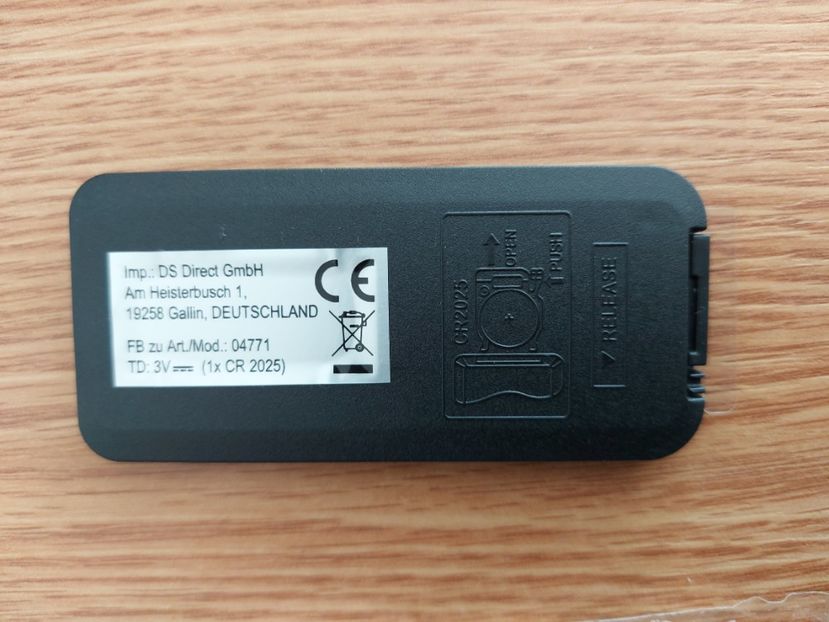 Imp.: DS Direct GmbH
Am Heisterbusch 1,
19258 Gallin, DEUTSCHLAND
FB zu Art./Mod.: 04771
TD: 3V⎓ (1x CR 2025)
CE
CR2025
OPEN
PUSH
RELEASE
+